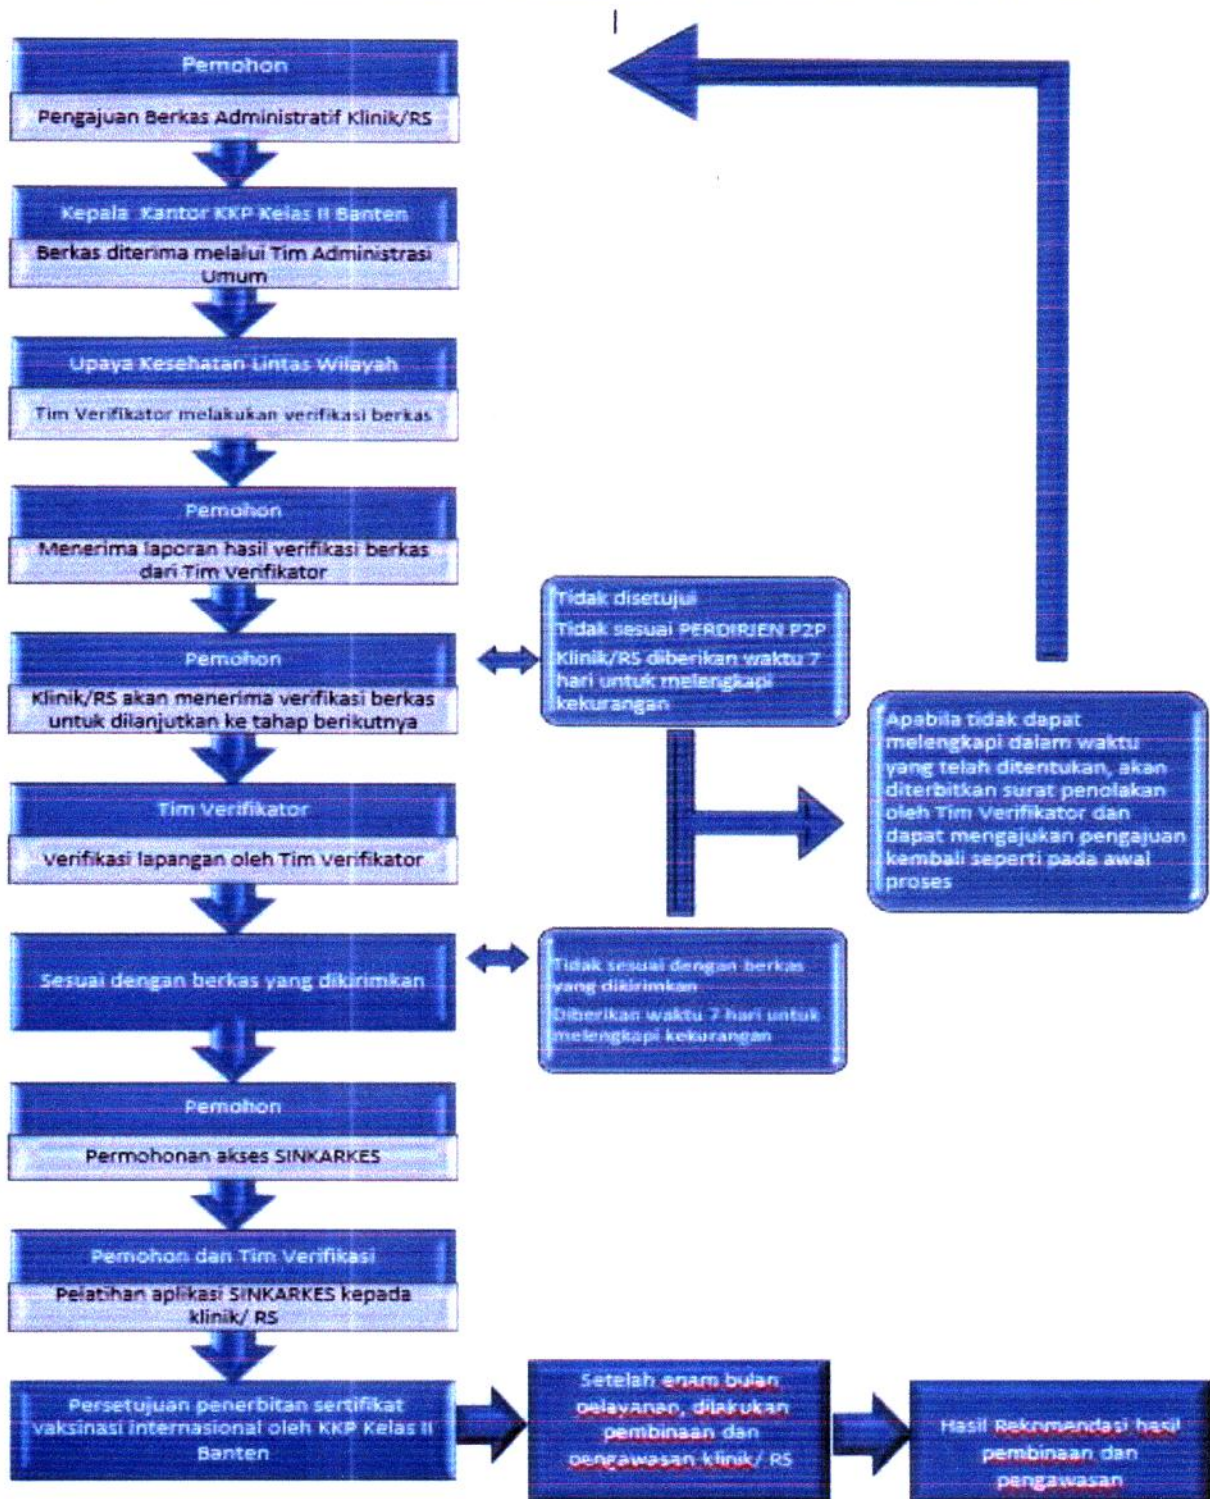 Pemohon
Pengajuan Berkas Administratif Klinik/RS
Kepala Kantor KKP Kelas II Banten
Berkas diterima melalui Tim Administrasi
Umum
Upaya Kesehatan Lintas Wilayah
Tim Verifikator melakukan verifikasi berkas
Pemohon
Menerima laporan hasil verifikasi berkas
dari Tim Verifikator
Pemohon
Klinik/RS akan menerima verifikasi berkas
untuk dilanjutkan ke tahap berikutnya
Tidak disetujui
Tidak sesuai PERDIRJEN P2P
Klinik/RS diberikan waktu 7
hari untuk melengkapi
kekurangan
Apabila tidak dapat
melengkapi dalam waktu
yang telah ditentukan, akan
diterbitkan surat penolakan
oleh Tim Verifikator dan
dapat mengajukan pengajuan
kembali seperti pada awal
proses
Tim Verifikator
Verifikasi lapangan oleh Tim Verifikator
Sesuai dengan berkas yang dikirimkan
Tidak sesuai dengan berkas
yang dikirimkan
Diberikan waktu 7 hari untuk
melengkapi kekurangan
Pemohon
Permohonan akses SINKARKES
Pemohon dan Tim Verifikasi
Pelatihan aplikasi SINKARKES kepada
klinik/ RS
Persetujuan penerbitan sertifikat
vaksinasi internasional oleh KKP Kelas II
Banten
Setelah enam bulan
pelayanan, dilakukan
pembinaan dan
pengawasan klinik/ RS
Hasil Rekomendasi hasil
pembinaan dan
pengawasan